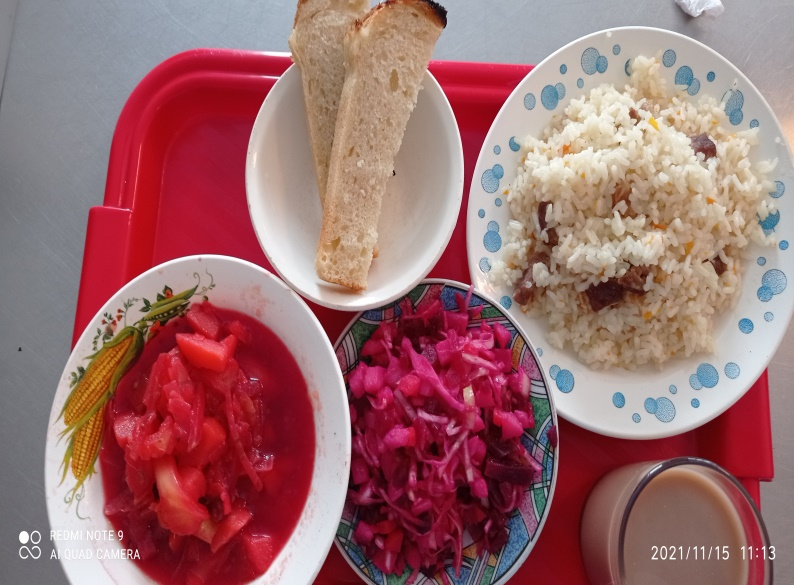 REDMI NOTE 9
AI QUAD CAMERA
2021/11/15 11:13